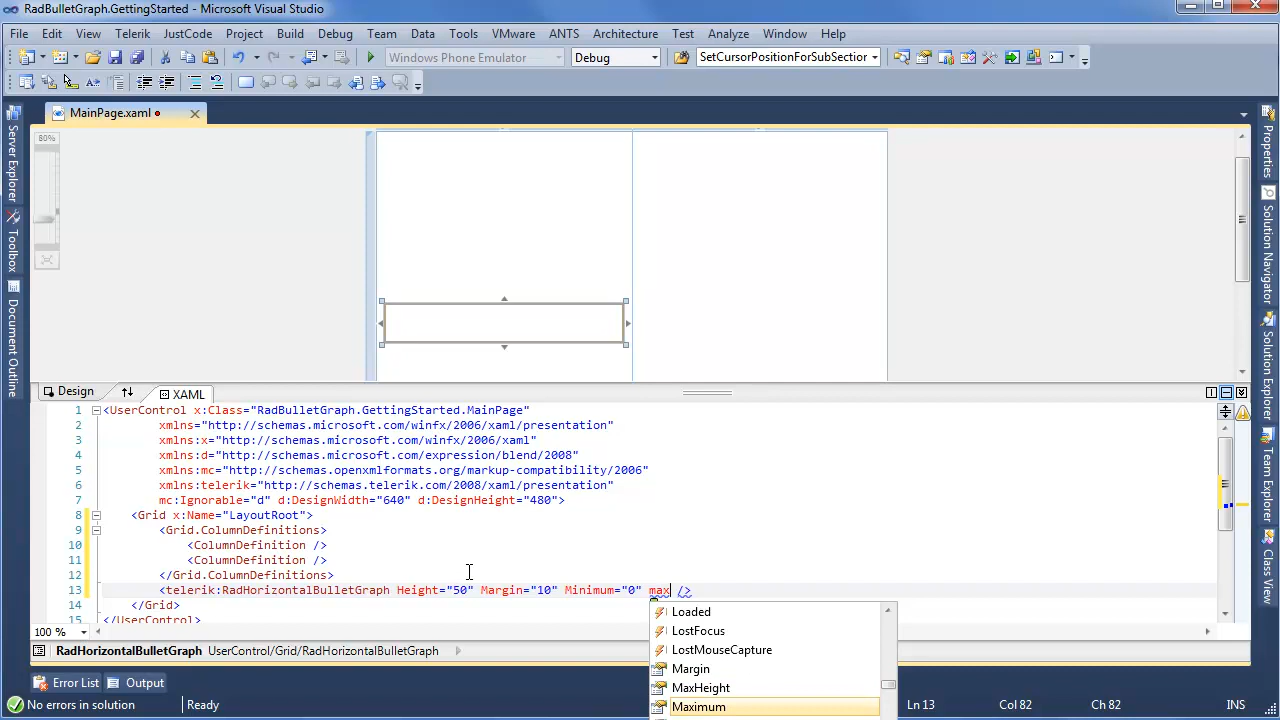 RadBulletGraph.GettingStarted - Microsoft Visual Studio
File Edit View Telerik JustCode Project Build Debug Team Data Tools VMware ANTS Architecture Test Analyze Window Help
Windows Phone Emulator Debug SetCursorPositionForSubSection
MainPage.xaml
80%
Server Explorer
Toolbox
Document Outline
Properties
Solution Navigator
Solution Explorer
Team Explorer
Class View
Design XAML
1 <UserControl x:Class="RadBulletGraph.GettingStarted.MainPage"
2 xmlns="http://schemas.microsoft.com/winfx/2006/xaml/presentation"
3 xmlns:x="http://schemas.microsoft.com/winfx/2006/xaml"
4 xmlns:d="http://schemas.microsoft.com/expression/blend/2008"
5 xmlns:mc="http://schemas.openxmlformats.org/markup-compatibility/2006"
6 xmlns:telerik="http://schemas.telerik.com/2008/xaml/presentation"
7 mc:Ignorable="d" d:DesignWidth="640" d:DesignHeight="480">
8 <Grid x:Name="LayoutRoot">
9 <Grid.ColumnDefinitions>
10 <ColumnDefinition />
11 <ColumnDefinition />
12 </Grid.ColumnDefinitions>
13 <telerik:RadHorizontalBulletGraph Height="50" Margin="10" Minimum="0" max />
14 </Grid>
15 </UserControl>
Loaded
LostFocus
LostMouseCapture
Margin
MaxHeight
Maximum
100 %
RadHorizontalBulletGraph UserControl/Grid/RadHorizontalBulletGraph
Error List Output
No errors in solution Ln 13 Col 82 Ch 82 INS